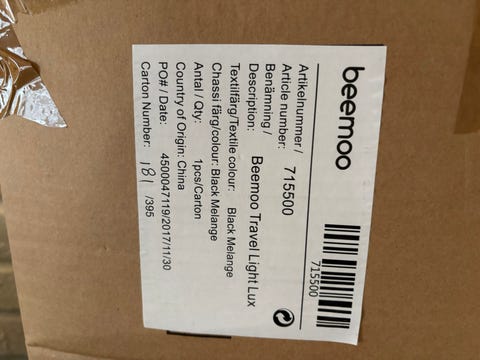 beemoo
715500
Artikelnummer /
Article number: 715500
Benämning /
Description: Beemoo Travel Light Lux
Textilfärg/Textile colour: Black Melange
Chassi färg/colour: Black Melange
Antal / Qty: 1pcs/Carton
Country of Origin: China
PO# / Date: 4500047119/2017/11/30
Carton Number: 181 /395